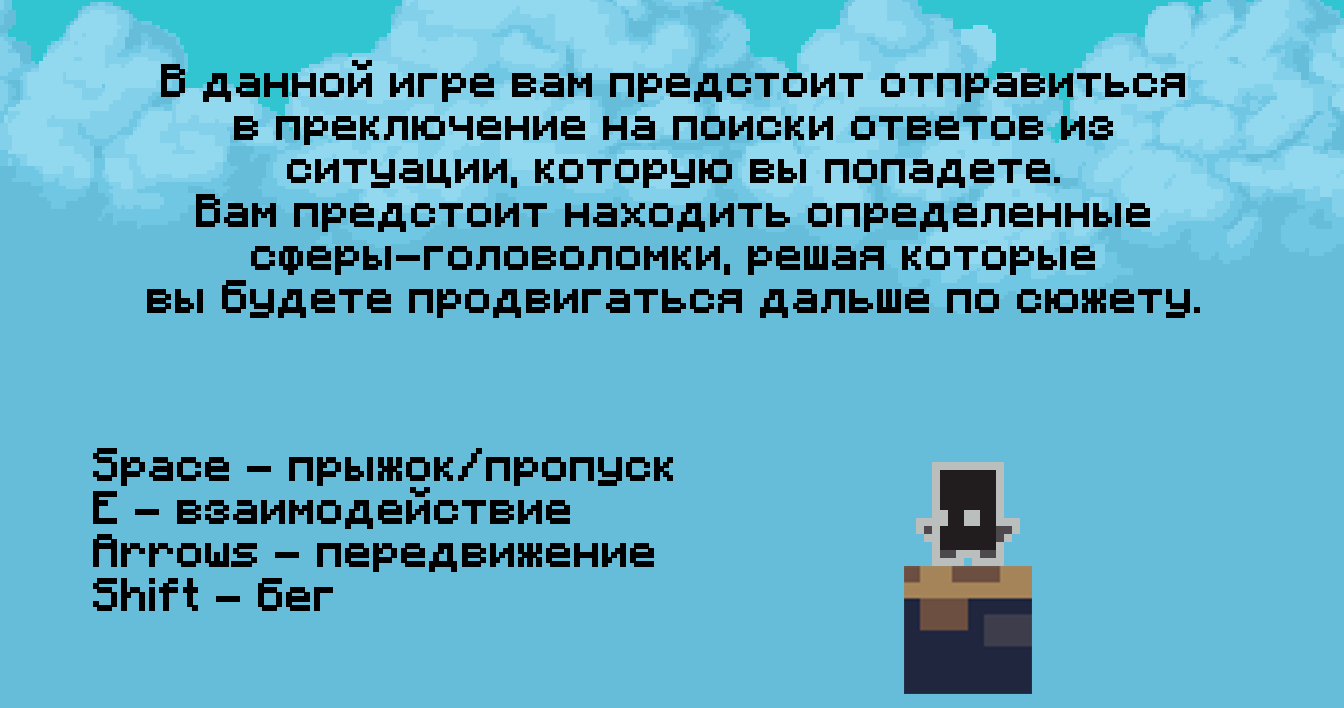 В данной игре вам предстоит отправиться
в преключение на поиски ответов из
ситуации, которую вы попадете.
Вам предстоит находить определенные
сферы-головоломки, решая которые
вы будете продвигаться дальше по сюжету.
Space - прыжок/пропуск
E - взаимодействие
Arrows - передвижение
Shift - бег